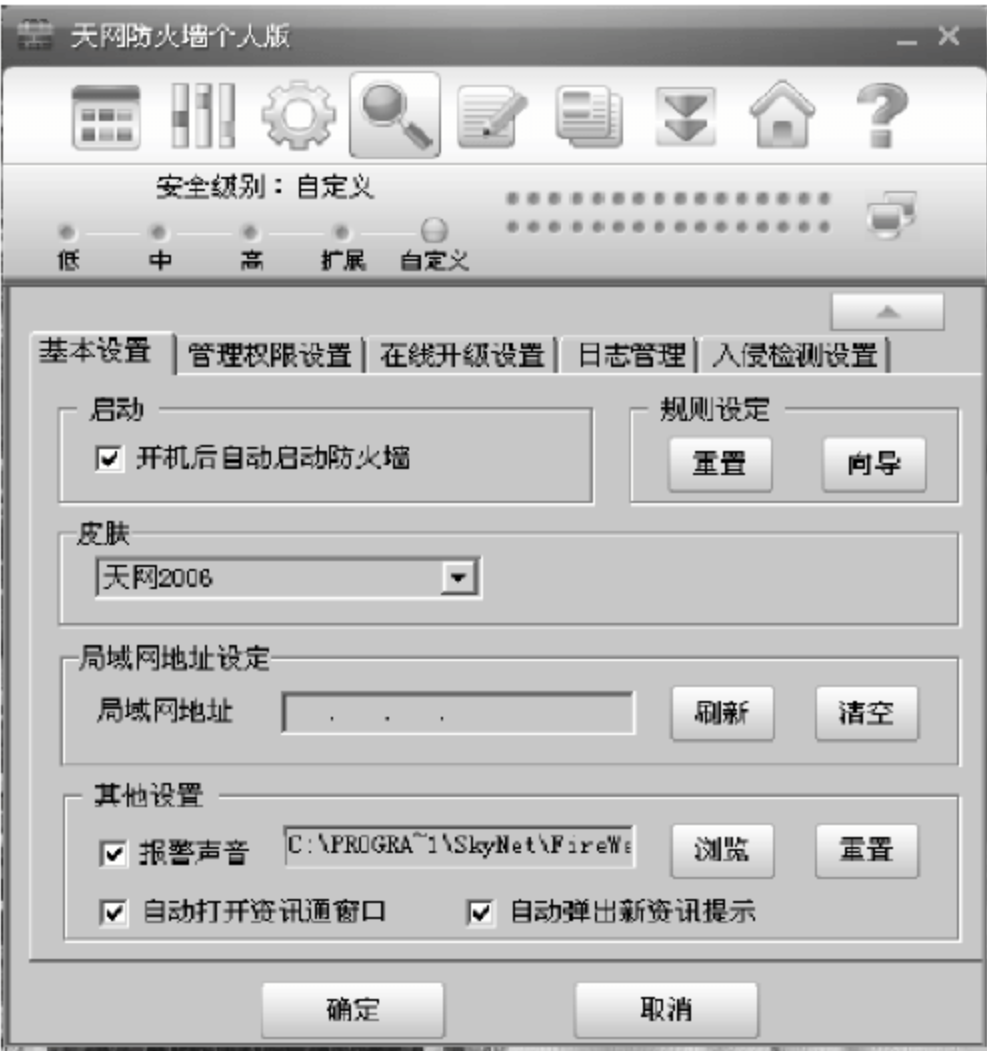 天网防火墙个人版
安全级别：自定义
低 中 高 扩展 自定义
基本设置 管理权限设置 在线升级设置 日志管理 入侵检测设置
启动 规则设定
开机后自动启动防火墙 重置 向导
皮肤
天网2006
局域网地址设定
局域网地址 . . . 刷新 清空
其他设置
报警声音 C:\PROGRA~1\SkyNet\FireWa 浏览 重置
自动打开资讯通窗口 自动弹出新资讯提示
确定 取消